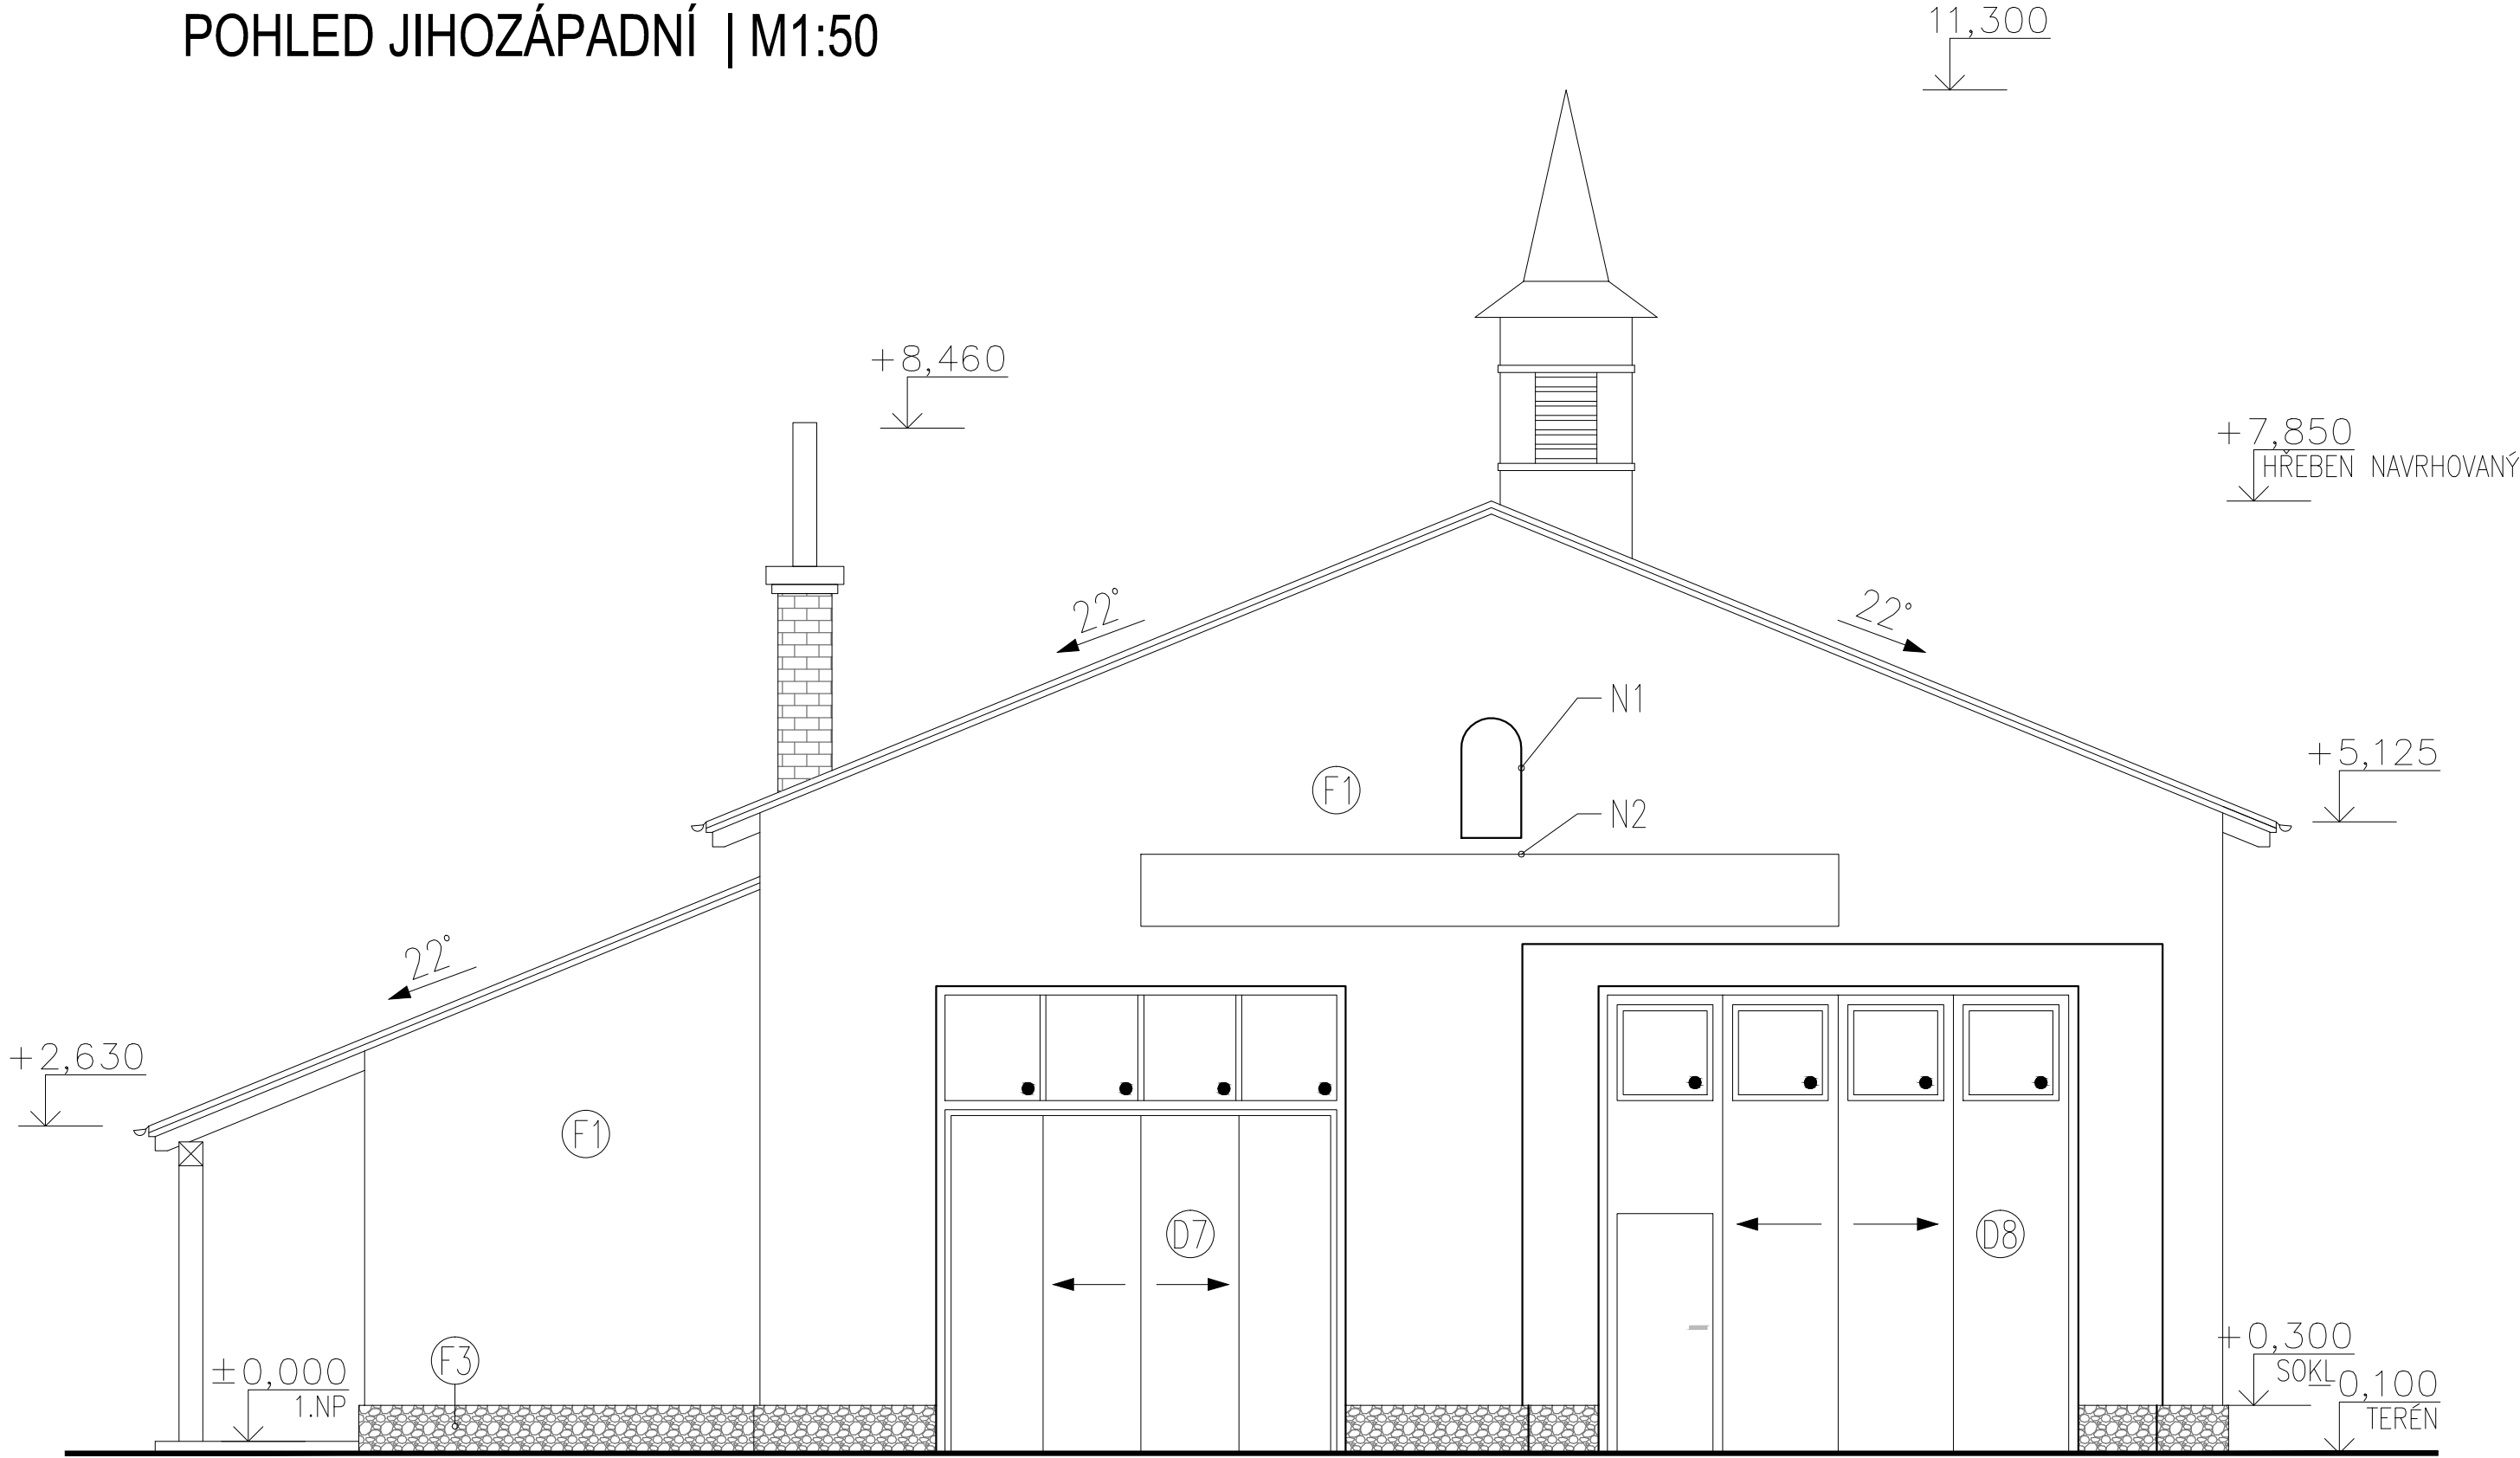 POHLED JIHOZÁPADNÍ | M1:50
11,300
+8,460
+7,850
HŘEBEN NAVRHOVANÝ
22°
22°
N1
+5,125
F1
N2
22°
+2,630
F1
D7
D8
+0,300
SOKL
F3
±0,000
1.NP
-0,100
TERÉN